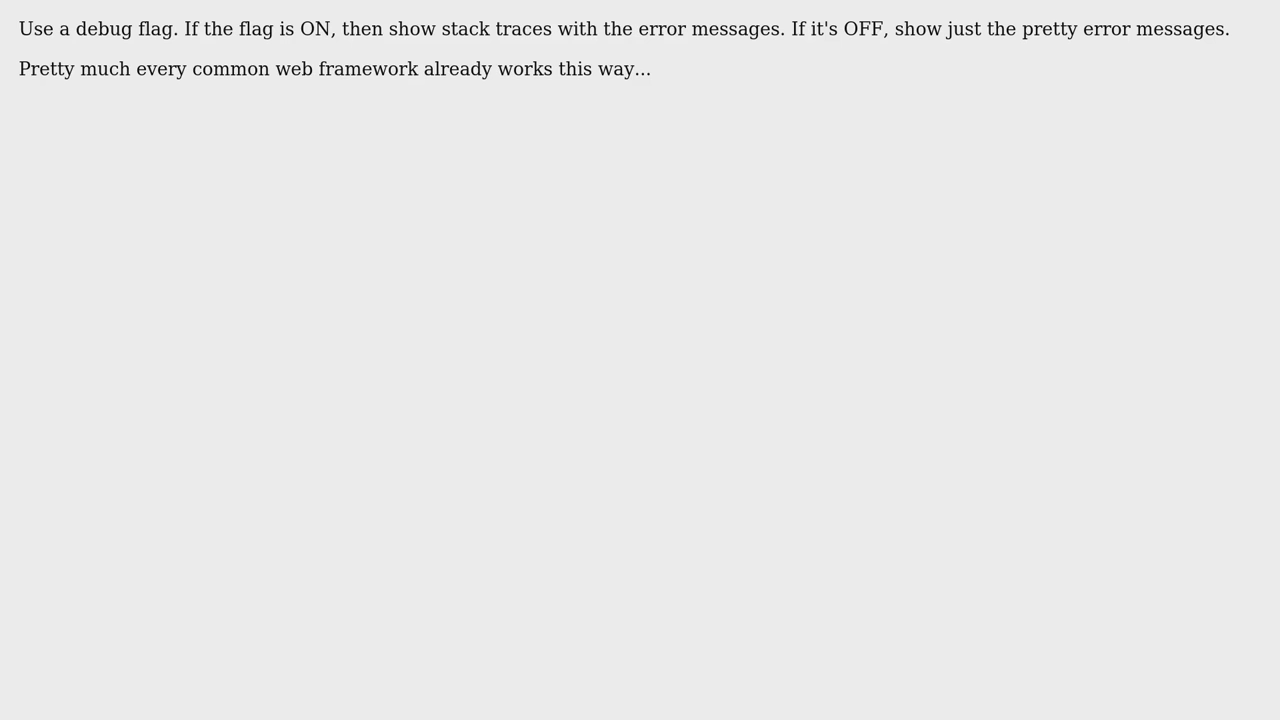 Use a debug flag. If the flag is ON, then show stack traces with the error messages. If it's OFF, show just the pretty error messages.
Pretty much every common web framework already works this way...